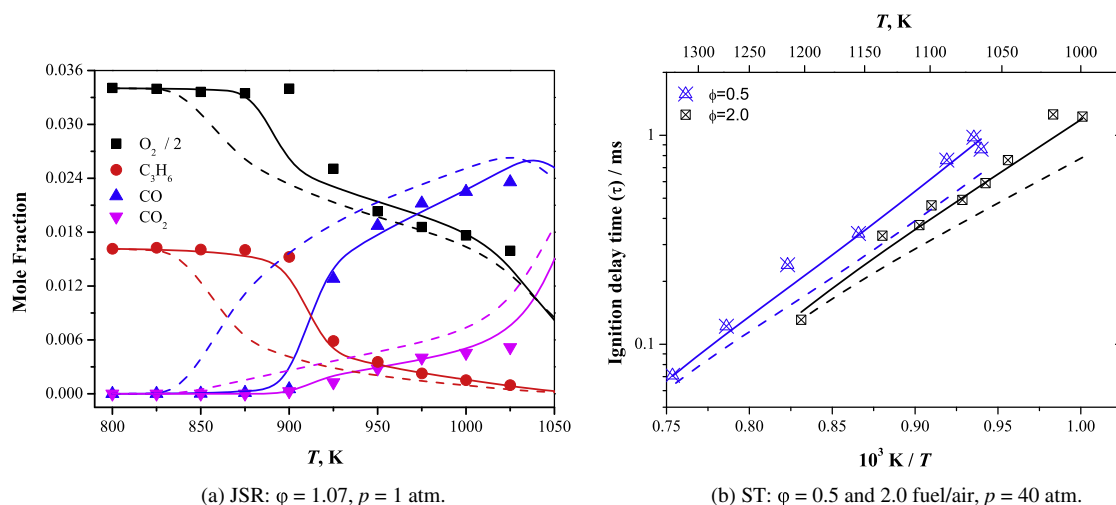 0.036
0.030
0.024
0.018
0.012
0.006
0.000
Mole Fraction
O₂ / 2
C₃H₆
CO
CO₂
800 850 900 950 1000 1050
T, K
(a) JSR: φ = 1.07, p = 1 atm.
T, K
1300 1250 1200 1150 1100 1050 1000
ϕ=0.5
ϕ=2.0
1
0.1
Ignition delay time (τ) / ms
0.75 0.80 0.85 0.90 0.95 1.00
10³ K / T
(b) ST: φ = 0.5 and 2.0 fuel/air, p = 40 atm.